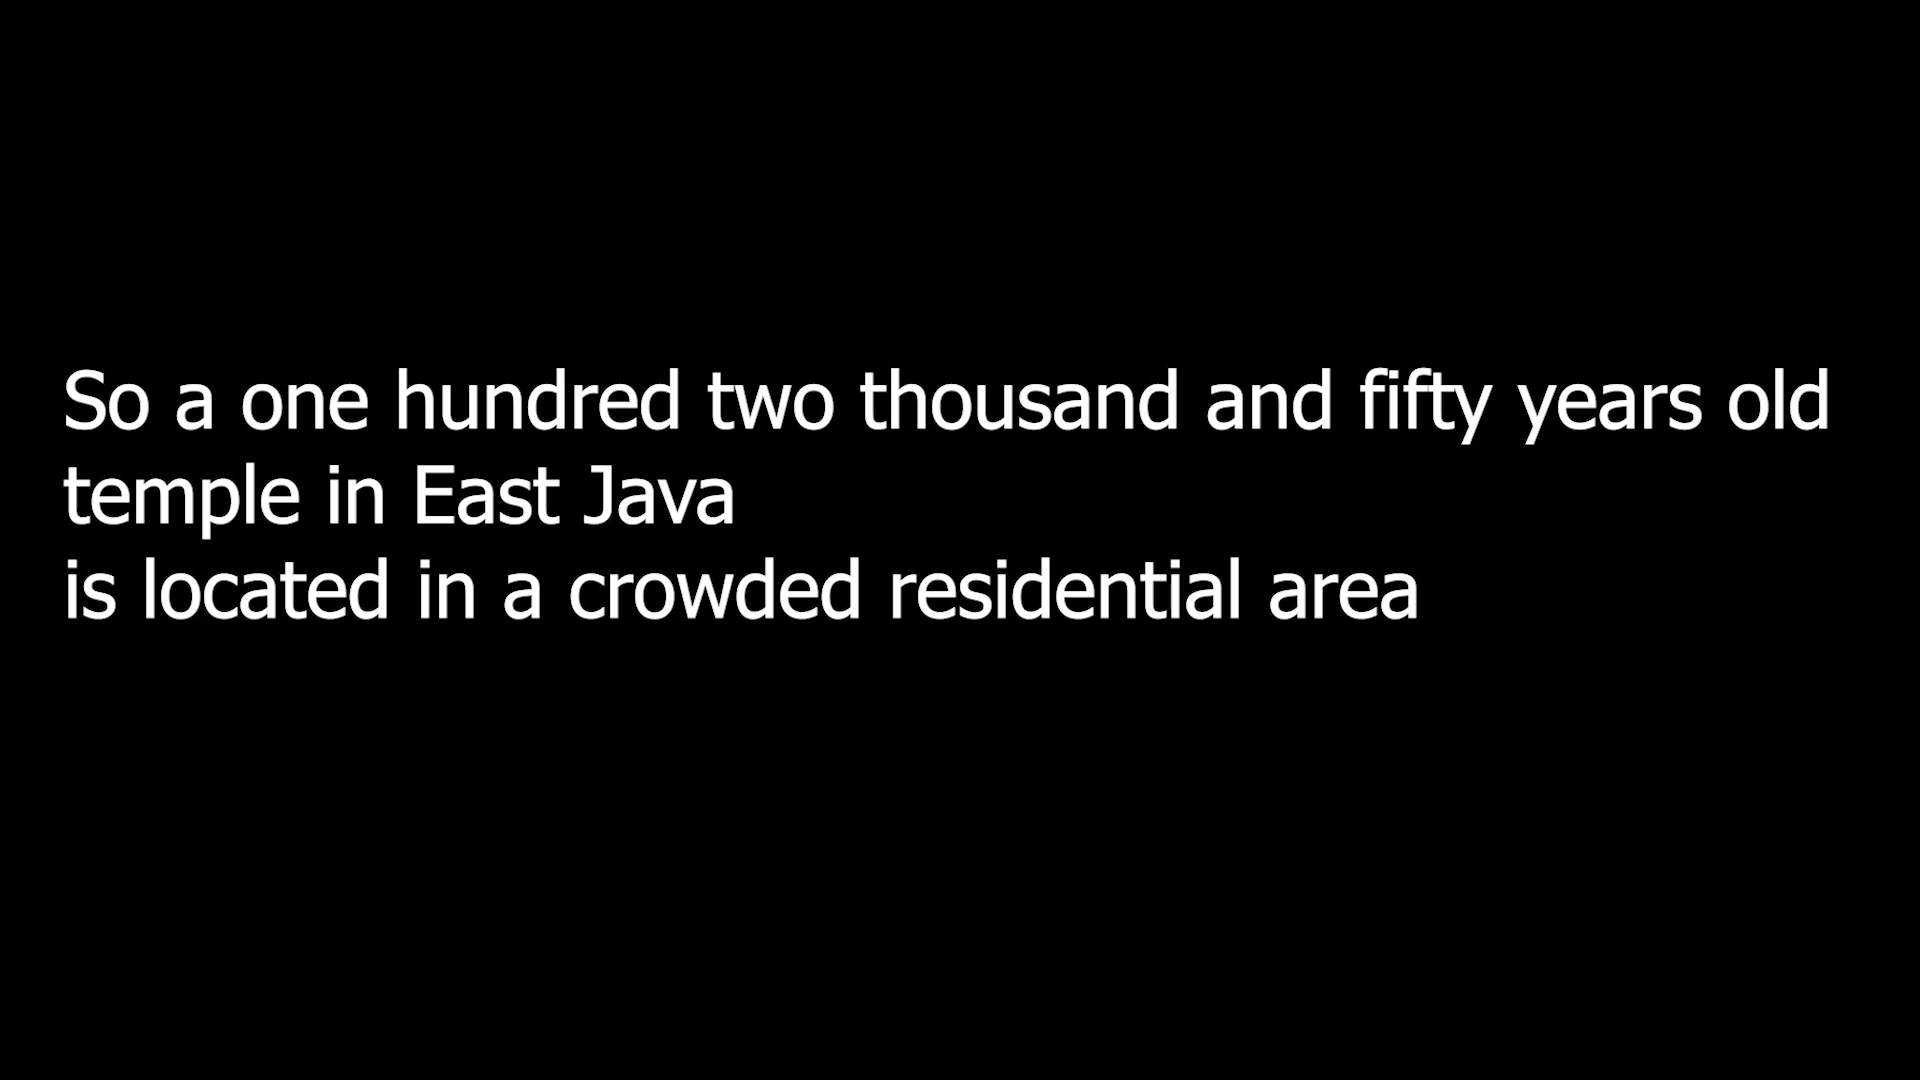 So a one hundred two thousand and fifty years old
temple in East Java
is located in a crowded residential area